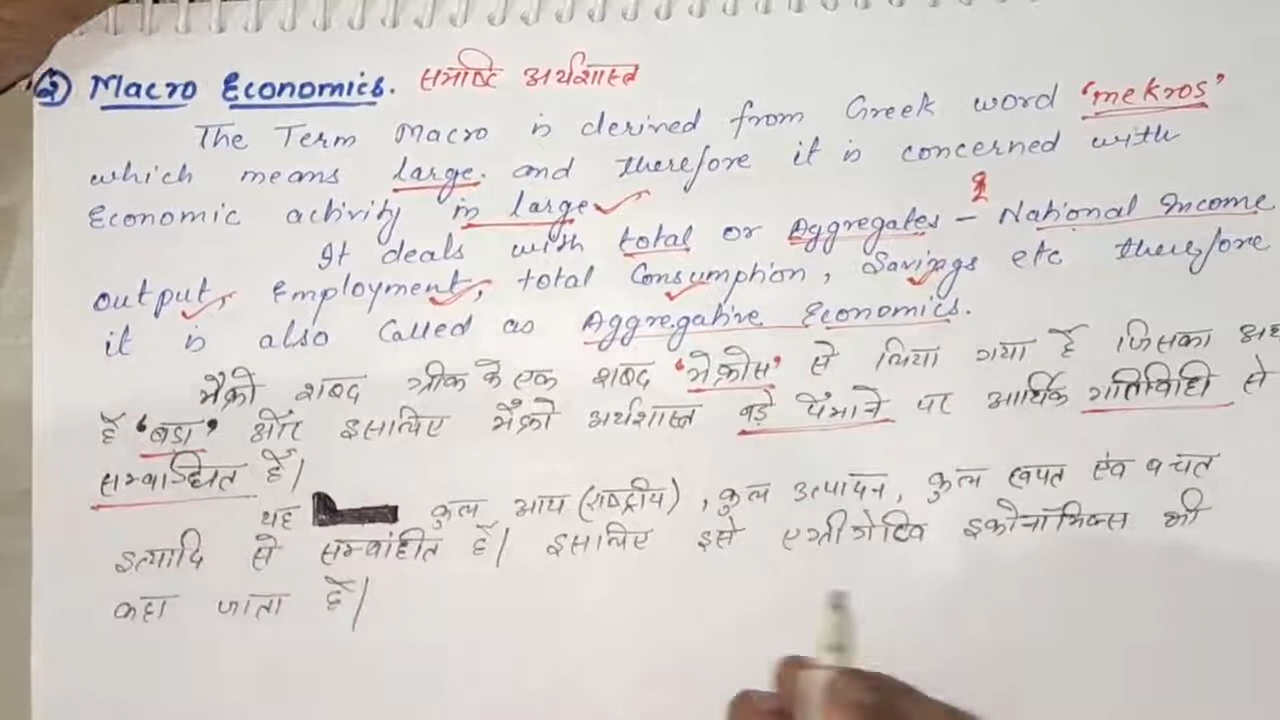 २) Macro Economics. समष्टि अर्थशास्त्र
The Term Macro is derived from Greek word 'mekros'
which means large. and therefore it is concerned with
Economic activity in large
It deals with total or Aggregates - National Income
output, Employment, total Consumption, Savings etc therefore
it is also Called as Aggregative Economics.
मैक्रो शब्द ग्रीक के एक शब्द 'मेक्रोस' से लिया गया है जिसका अर्थ
है 'बड़ा' और इसलिए मैक्रो अर्थशास्त्र बड़े पैमाने पर आर्थिक गतिविधी से
सम्बन्धित है।
यह कुल आय (राष्ट्रीय), कुल उत्पादन, कुल खपत एंव बचत
इत्यादि से सम्बंधीत है। इसलिए इसे एग्रीगेटिव इकोनॉमिक्स भी
कहा जाता है।